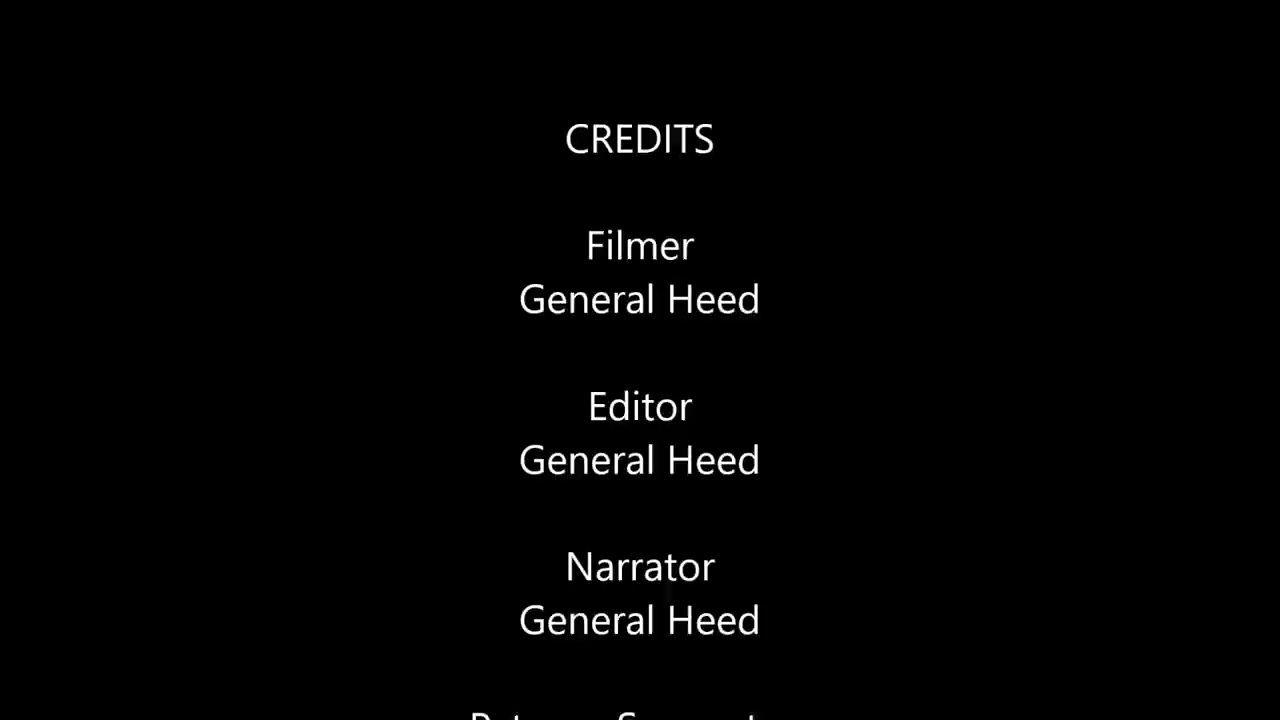 CREDITS
Filmer
General Heed
Editor
General Heed
Narrator
General Heed